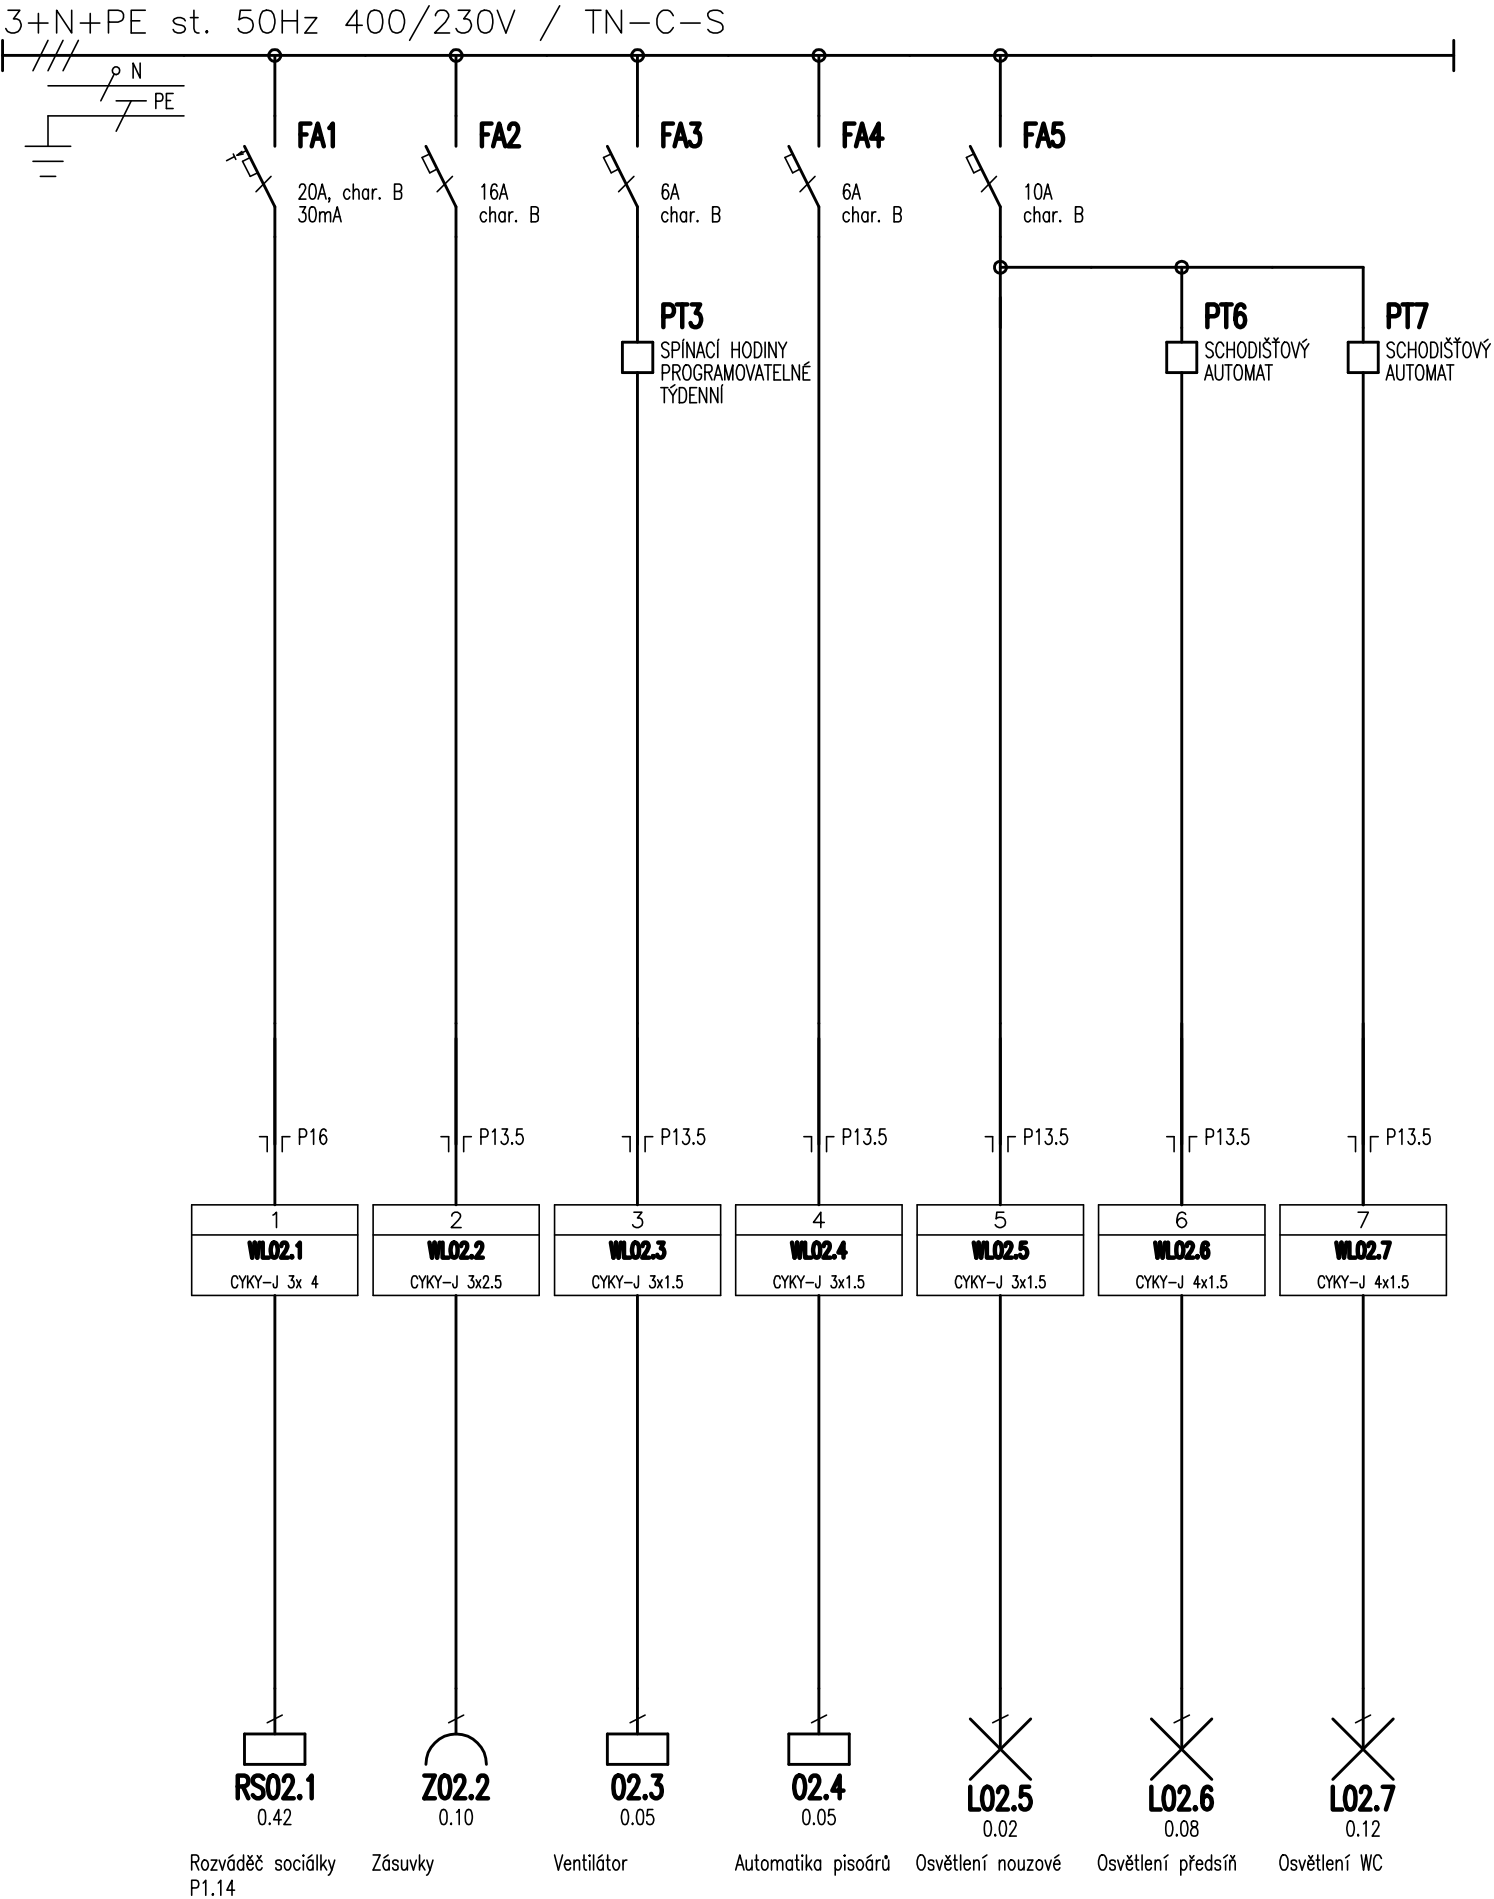 3+N+PE st. 50Hz 400/230V / TN-C-S
N
PE
FA1
20A, char. B
30mA
FA2
16A
char. B
FA3
6A
char. B
FA4
6A
char. B
FA5
10A
char. B
PT3
SPÍNACÍ HODINY
PROGRAMOVATELNÉ
TÝDENNÍ
PT6
SCHODIŠŤOVÝ
AUTOMAT
PT7
SCHODIŠŤOVÝ
AUTOMAT
P16
P13.5
P13.5
P13.5
P13.5
P13.5
P13.5
1
WL02.1
CYKY-J 3x 4
2
WL02.2
CYKY-J 3x2.5
3
WL02.3
CYKY-J 3x1.5
4
WL02.4
CYKY-J 3x1.5
5
WL02.5
CYKY-J 3x1.5
6
WL02.6
CYKY-J 4x1.5
7
WL02.7
CYKY-J 4x1.5
RS02.1
0.42
Rozváděč sociálky
P1.14
Z02.2
0.10
Zásuvky
02.3
0.05
Ventilátor
02.4
0.05
Automatika pisoárů
L02.5
0.02
Osvětlení nouzové
L02.6
0.08
Osvětlení předsíň
L02.7
0.12
Osvětlení WC